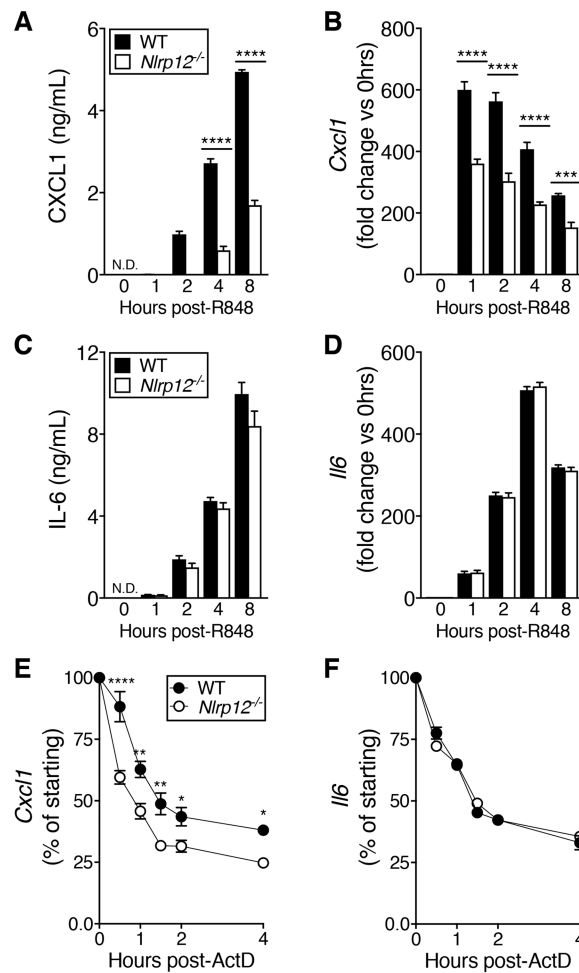 A
WT
Nlrp12-/-
****
****
CXCL1 (ng/mL)
6
4
2
0
N.D.
0 1 2 4 8
Hours post-R848
B
****
****
****
***
Cxcl1
(fold change vs 0hrs)
800
600
400
200
0
0 1 2 4 8
Hours post-R848
C
WT
Nlrp12-/-
IL-6 (ng/mL)
12
8
4
0
N.D.
0 1 2 4 8
Hours post-R848
D
Il6
(fold change vs 0hrs)
600
400
200
0
0 1 2 4 8
Hours post-R848
E
WT
Nlrp12-/-
****
**
**
*
*
Cxcl1
(% of starting)
100
75
50
25
0.0
0 1 2 4
Hours post-ActD
F
Il6
(% of starting)
100
75
50
25
0.0
0 1 2 4
Hours post-ActD